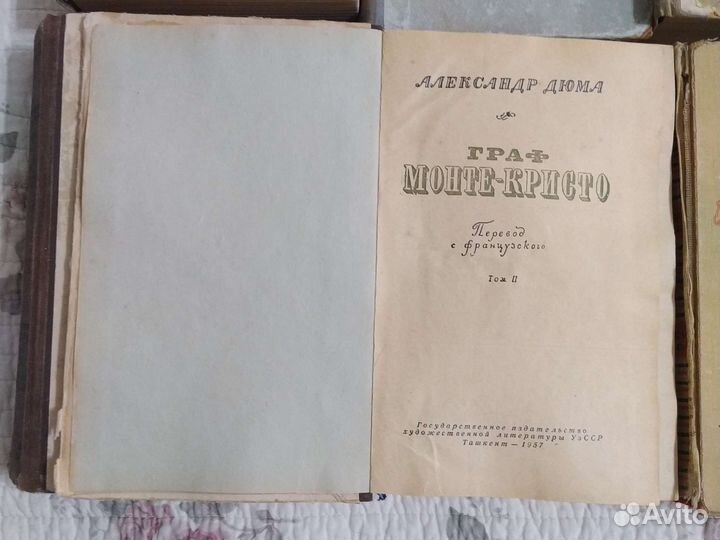 АЛЕКСАНДР ДЮМА
ГРАФ
МОНТЕ-КРИСТО
Перевод
с французского
Том II
Государственное издательство
художественной литературы УзССР
Ташкент — 1957
Avito